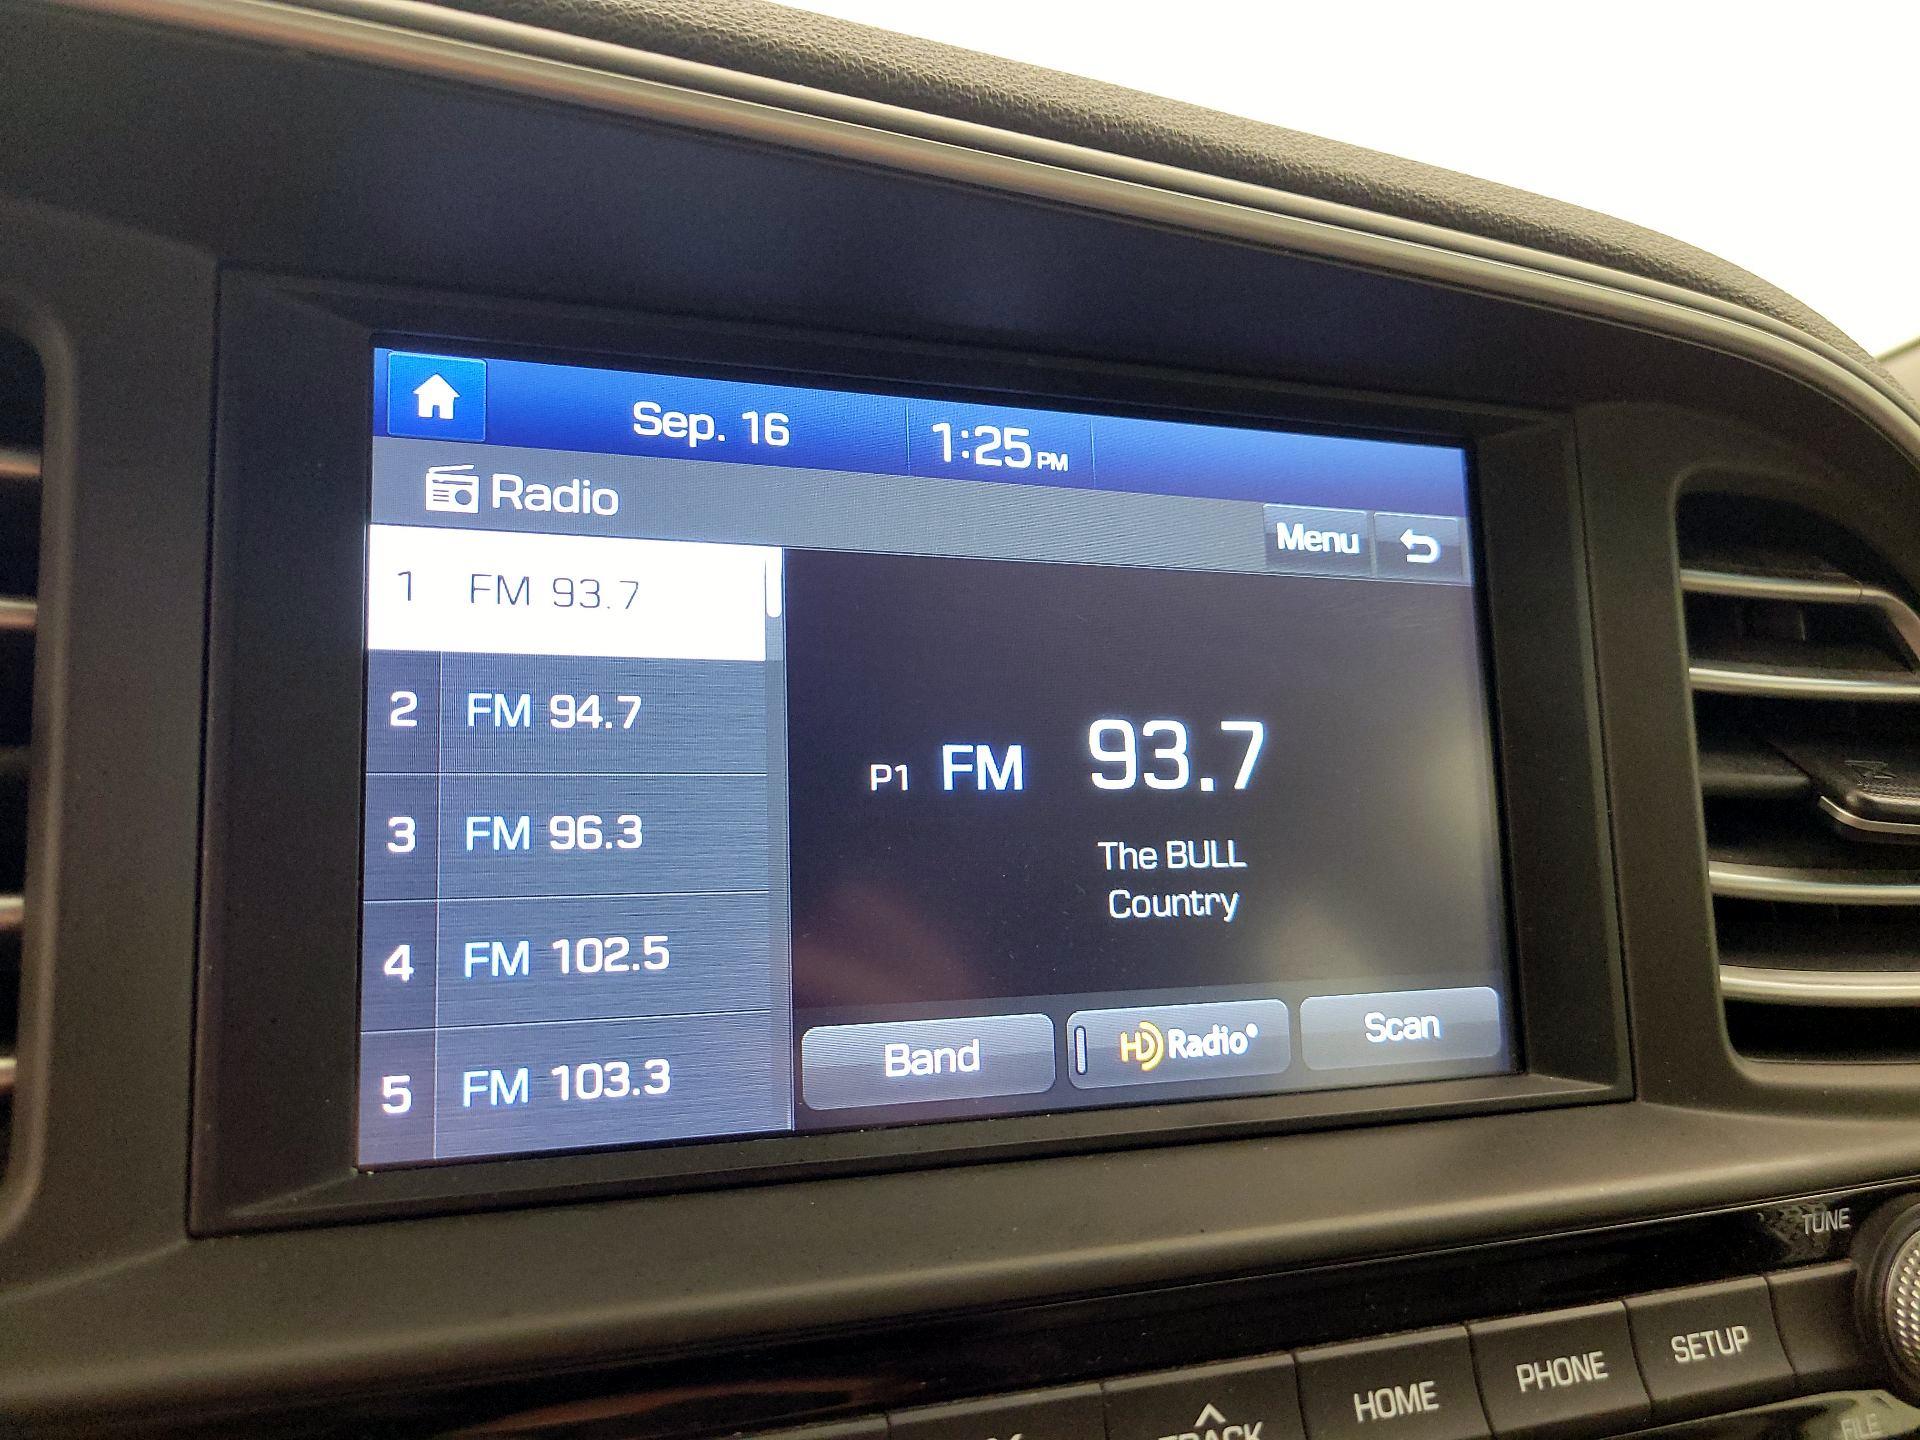 Sep. 16 1:25 PM
Radio
Menu
1 FM 93.7
2 FM 94.7
3 FM 96.3
4 FM 102.5
5 FM 103.3
P1 FM 93.7
The BULL
Country
Band HD Radio Scan
TUNE
TRACK HOME PHONE SETUP
FILE